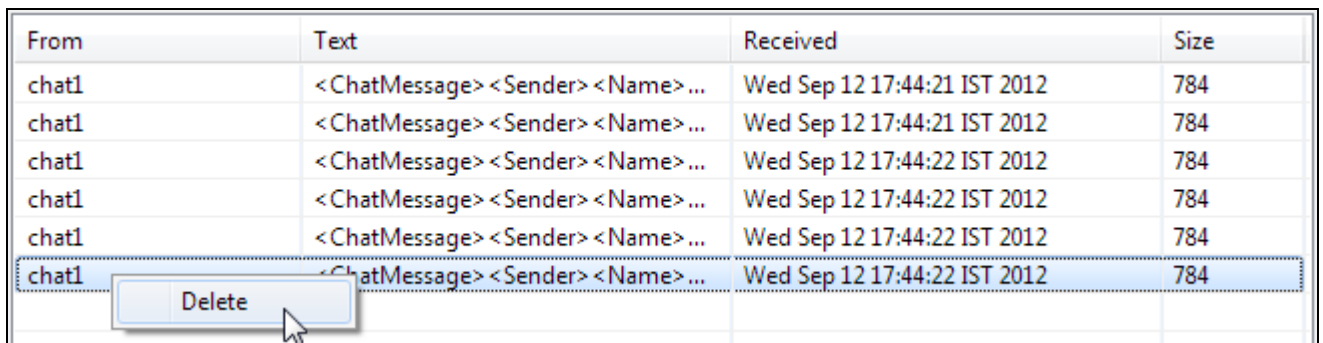 From Text Received Size
chat1 <ChatMessage><Sender><Name>... Wed Sep 12 17:44:21 IST 2012 784
chat1 <ChatMessage><Sender><Name>... Wed Sep 12 17:44:21 IST 2012 784
chat1 <ChatMessage><Sender><Name>... Wed Sep 12 17:44:22 IST 2012 784
chat1 <ChatMessage><Sender><Name>... Wed Sep 12 17:44:22 IST 2012 784
chat1 <ChatMessage><Sender><Name>... Wed Sep 12 17:44:22 IST 2012 784
chat1 <ChatMessage><Sender><Name>... Wed Sep 12 17:44:22 IST 2012 784
Delete